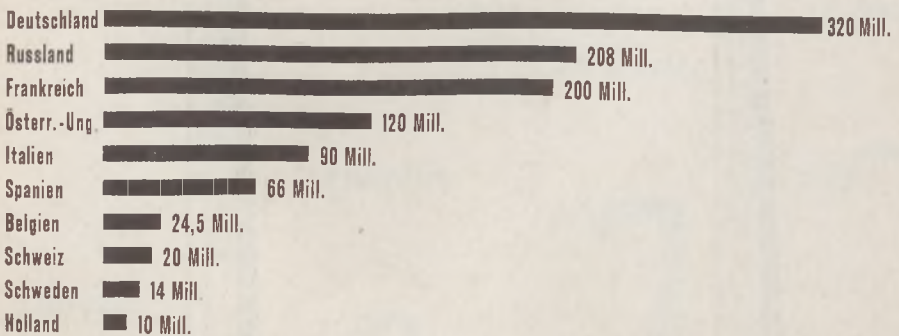 Deutschland 320 Mill.
Russland 208 Mill.
Frankreich 200 Mill.
Österr.-Ung. 120 Mill.
Italien 90 Mill.
Spanien 66 Mill.
Belgien 24,5 Mill.
Schweiz 20 Mill.
Schweden 14 Mill.
Holland 10 Mill.